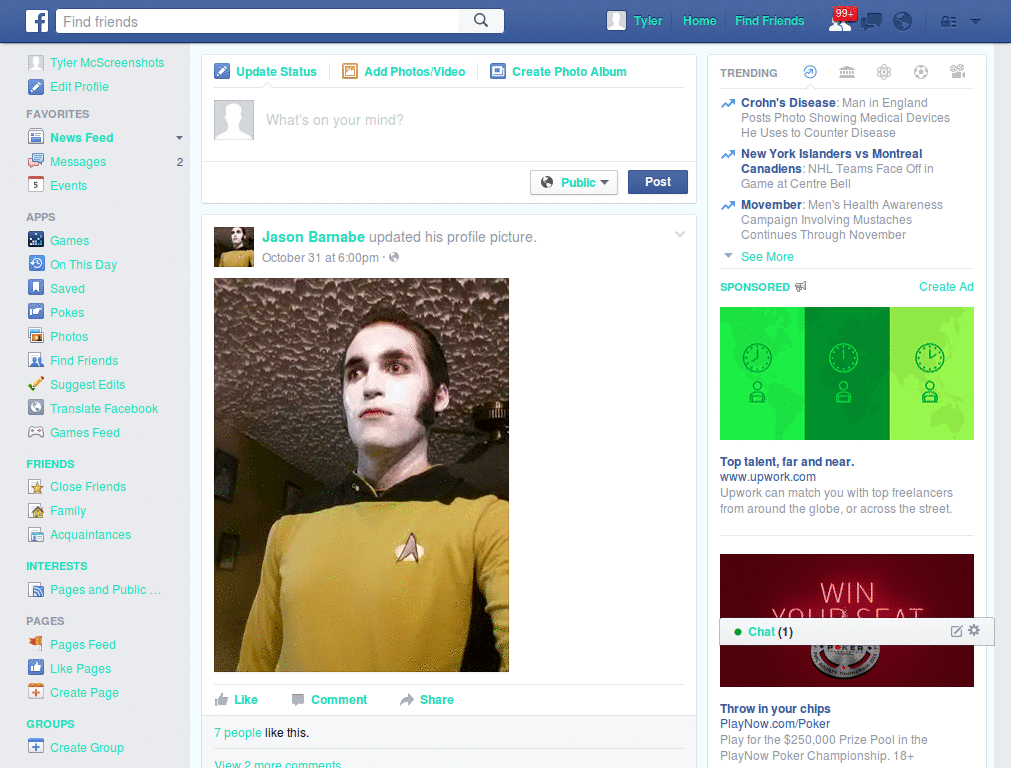 f
Find friends
Tyler
Home
Find Friends
99+
Tyler McScreenshots
Edit Profile
FAVORITES
News Feed
Messages 2
5 Events
APPS
Games
On This Day
Saved
Pokes
Photos
Find Friends
Suggest Edits
Translate Facebook
Games Feed
FRIENDS
Close Friends
Family
Acquaintances
INTERESTS
Pages and Public ...
PAGES
Pages Feed
Like Pages
Create Page
GROUPS
Create Group
Update Status
Add Photos/Video
Create Photo Album
What's on your mind?
Public
Post
Jason Barnabe updated his profile picture.
October 31 at 6:00pm ·
Like
Comment
Share
7 people like this.
View 2 more comments
TRENDING
Crohn's Disease: Man in England
Posts Photo Showing Medical Devices
He Uses to Counter Disease
New York Islanders vs Montreal
Canadiens: NHL Teams Face Off in
Game at Centre Bell
Movember: Men's Health Awareness
Campaign Involving Mustaches
Continues Through November
See More
SPONSORED
Create Ad
Top talent, far and near.
www.upwork.com
Upwork can match you with top freelancers
from around the globe, or across the street.
WIN
YOUR SEAT
Chat (1)
POKER
Throw in your chips
PlayNow.com/Poker
Play for the $250,000 Prize Pool in the
PlayNow Poker Championship. 18+